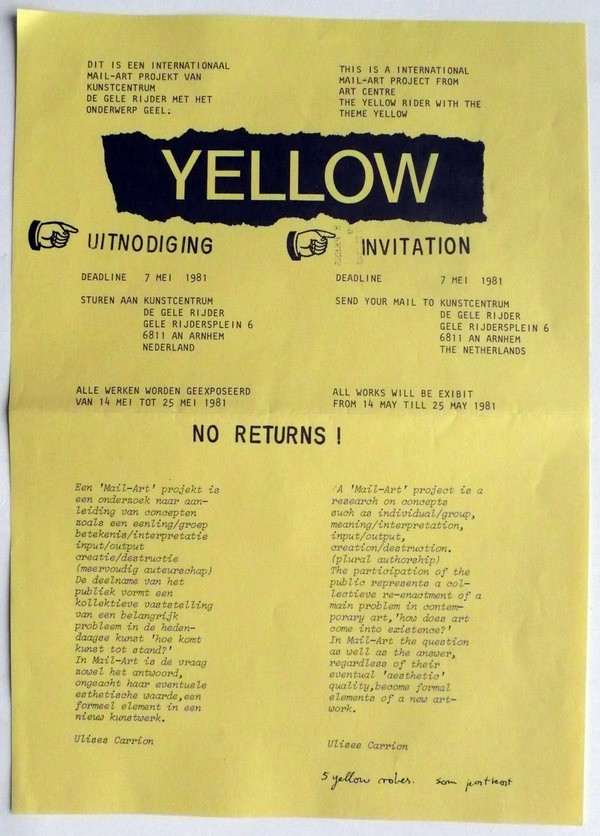 DIT IS EEN INTERNATIONAAL
MAIL-ART PROJEKT VAN
KUNSTCENTRUM
DE GELE RIJDER MET HET
ONDERWERP GEEL.
THIS IS A INTERNATIONAL
MAIL-ART PROJECT FROM
ART CENTRE
THE YELLOW RIDER WITH THE
THEME YELLOW
YELLOW
UITNODIGING
DEADLINE 7 MEI 1981
STUREN AAN KUNSTCENTRUM
DE GELE RIJDER
GELE RIJDERSPLEIN 6
6811 AN ARNHEM
NEDERLAND
ALLE WERKEN WORDEN GEEXPOSEERD
VAN 14 MEI TOT 25 MEI 1981
INVITATION
DEADLINE 7 MEI 1981
SEND YOUR MAIL TO KUNSTCENTRUM
DE GELE RIJDER
GELE RIJDERSPLEIN 6
6811 AN ARNHEM
THE NETHERLANDS
ALL WORKS WILL BE EXIBIT
FROM 14 MAY TILL 25 MAY 1981
NO RETURNS!
Een 'Mail-Art' projekt is
een onderzoek naar aan-
leiding van concepten
zoals een eenling/groep
betekenis/interpretatie
input/output
creatie/destructie
(meervoudig auteurschap)
De deelname van het
publiek vormt een
kollektieve vaststelling
van een belangrijk
probleem in de heden-
daagse kunst 'hoe komt
kunst tot stand?'
In Mail-Art is de vraag
zowel het antwoord,
ongeacht haar eventuele
esthetische waarde,een
formeel element in een
nieuw kunstwerk.
Ulises Carrion
A 'Mail-Art' project is a
research on concepts
such as individual/group,
meaning/interpretation,
input/output,
creation/destruction.
(plural authorship)
The participation of the
public represents a col-
lectieve re-enactment of a
main problem in contem-
porary art,'how does art
come into existence?'
In Mail-Art the question
as well as the answer,
regardless of their
eventual 'aesthetic'
quality,become formal
elements of a new art-
work.
Ulises Carrion
5 yellow